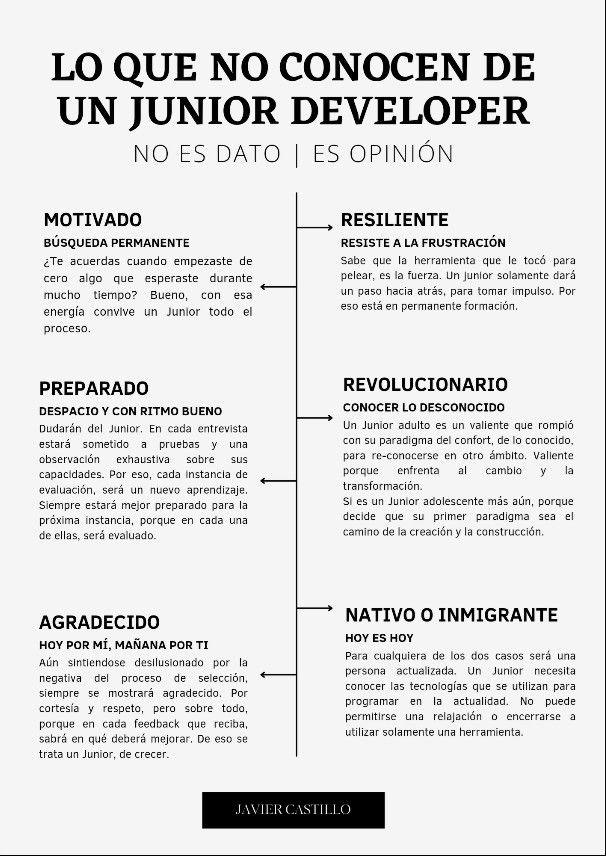 LO QUE NO CONOCEN DE
UN JUNIOR DEVELOPER
NO ES DATO | ES OPINIÓN
MOTIVADO
BÚSQUEDA PERMANENTE
¿Te acuerdas cuando empezaste de
cero algo que esperaste durante
mucho tiempo? Bueno, con esa
energía convive un Junior todo el
proceso.
RESILIENTE
RESISTE A LA FRUSTRACIÓN
Sabe que la herramienta que le tocó para
pelear, es la fuerza. Un junior solamente dará
un paso hacia atrás, para tomar impulso. Por
eso está en permanente formación.
PREPARADO
DESPACIO Y CON RITMO BUENO
Dudarán del Junior. En cada entrevista
estará sometido a pruebas y una
observación exhaustiva sobre sus
capacidades. Por eso, cada instancia de
evaluación, será un nuevo aprendizaje.
Siempre estará mejor preparado para la
próxima instancia, porque en cada una
de ellas, será evaluado.
REVOLUCIONARIO
CONOCER LO DESCONOCIDO
Un Junior adulto es un valiente que rompió
con su paradigma del confort, de lo conocido,
para re-conocerse en otro ámbito. Valiente
porque enfrenta al cambio y la
transformación.
Si es un Junior adolescente más aún, porque
decide que su primer paradigma sea el
camino de la creación y la construcción.
AGRADECIDO
HOY POR MÍ, MAÑANA POR TI
Aún sintiendose desilusionado por la
negativa del proceso de selección,
siempre se mostrará agradecido. Por
cortesía y respeto, pero sobre todo,
porque en cada feedback que reciba,
sabrá en qué deberá mejorar. De eso se
trata un Junior, de crecer.
NATIVO O INMIGRANTE
HOY ES HOY
Para cualquiera de los dos casos será una
persona actualizada. Un Junior necesita
conocer las tecnologías que se utilizan para
programar en la actualidad. No puede
permitirse una relajación o encerrarse a
utilizar solamente una herramienta.
JAVIER CASTILLO